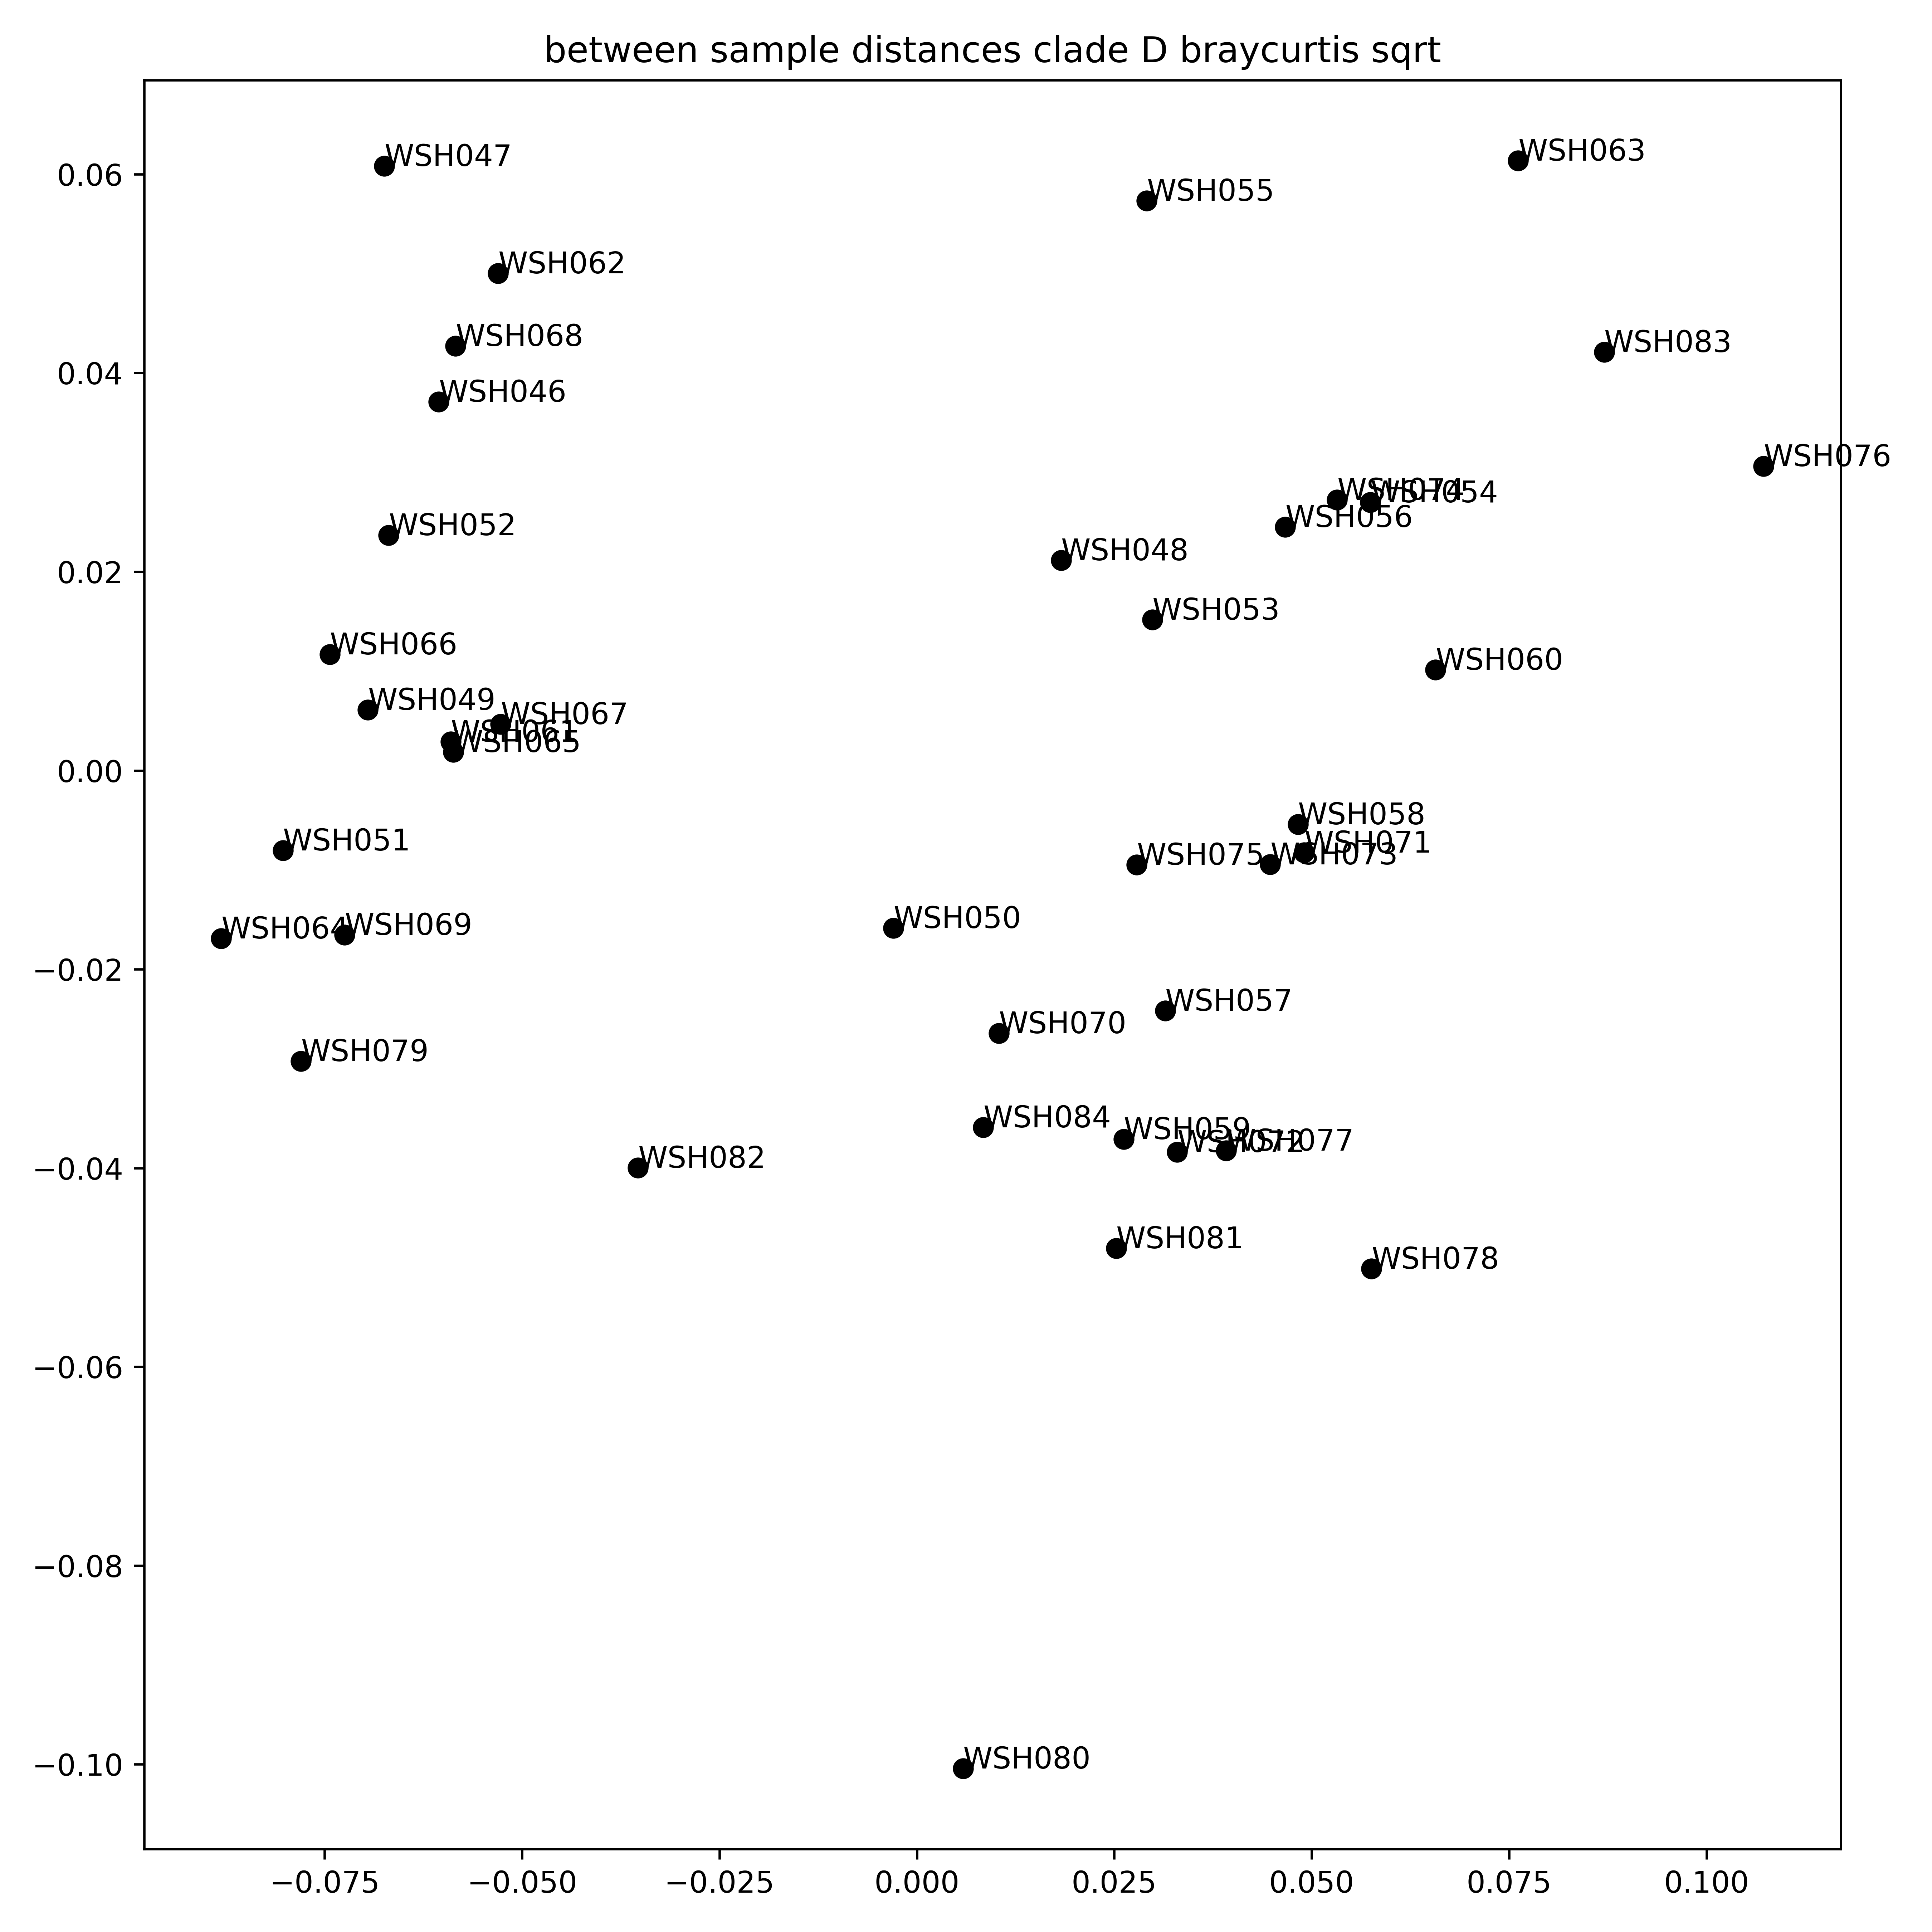 between sample distances clade D braycurtis sqrt
WSH047
WSH063
WSH055
0.06
WSH062
WSH068
WSH083
0.04
WSH046
WSH076
WSH074
WSH054
WSH056
WSH052
WSH048
0.02
WSH053
WSH066
WSH060
WSH049
WSH067
WSH061
WSH065
0.00
WSH058
WSH071
WSH051
WSH075
WSH073
WSH050
WSH064
WSH069
−0.02
WSH057
WSH070
WSH079
WSH084
WSH059
WSH072
WSH077
WSH082
−0.04
WSH081
WSH078
−0.06
−0.08
WSH080
−0.10
−0.075 −0.050 −0.025 0.000 0.025 0.050 0.075 0.100